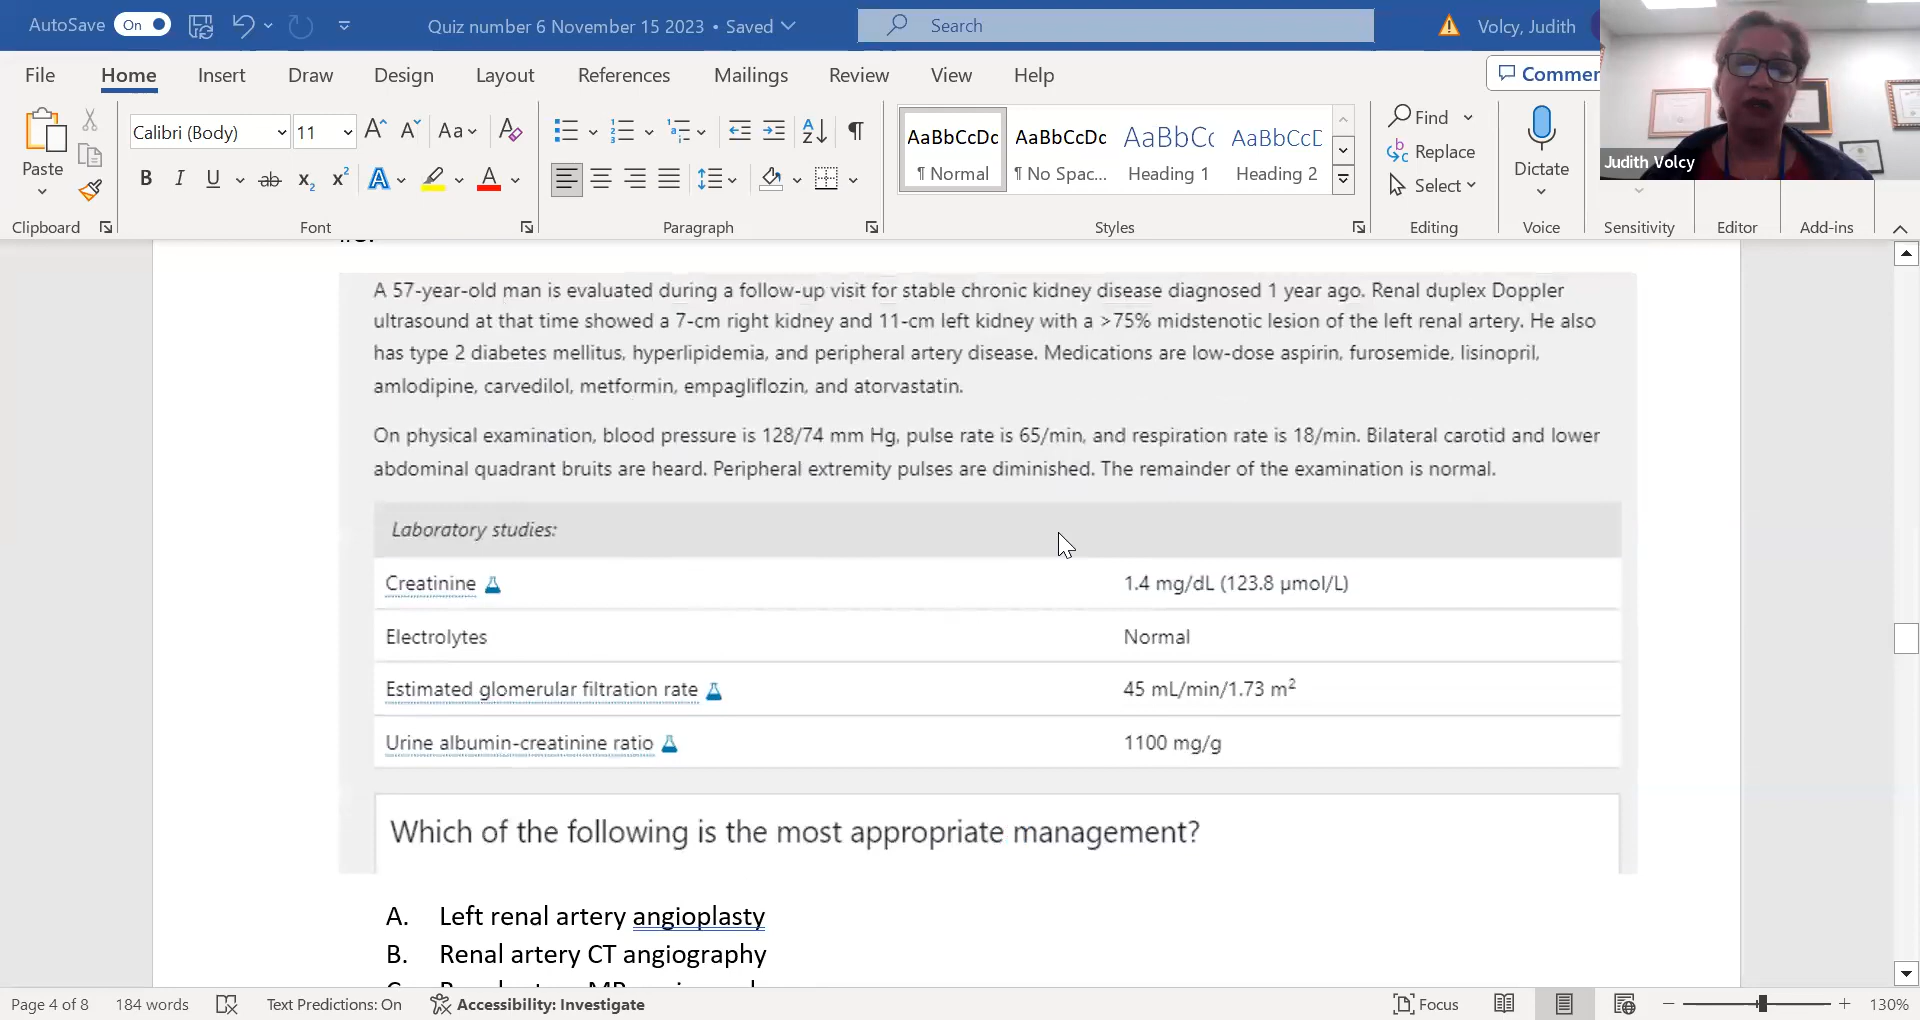 AutoSave On Quiz number 6 November 15 2023 • Saved Search Volcy, Judith
File Home Insert Draw Design Layout References Mailings Review View Help
Paste
Calibri (Body) 11 Aa
B I U ab x2 x2 A A
AaBbCcDc AaBbCcDc AaBbC AaBbCcD
¶ Normal ¶ No Spac... Heading 1 Heading 2
Find
Replace
Select
Dictate
Judith Volcy
Clipboard Font Paragraph Styles Editing Voice Sensitivity Editor Add-ins
A 57-year-old man is evaluated during a follow-up visit for stable chronic kidney disease diagnosed 1 year ago. Renal duplex Doppler
ultrasound at that time showed a 7-cm right kidney and 11-cm left kidney with a >75% midstenotic lesion of the left renal artery. He also
has type 2 diabetes mellitus, hyperlipidemia, and peripheral artery disease. Medications are low-dose aspirin, furosemide, lisinopril,
amlodipine, carvedilol, metformin, empagliflozin, and atorvastatin.
On physical examination, blood pressure is 128/74 mm Hg, pulse rate is 65/min, and respiration rate is 18/min. Bilateral carotid and lower
abdominal quadrant bruits are heard. Peripheral extremity pulses are diminished. The remainder of the examination is normal.
Laboratory studies:
Creatinine 1.4 mg/dL (123.8 µmol/L)
Electrolytes Normal
Estimated glomerular filtration rate 45 mL/min/1.73 m²
Urine albumin-creatinine ratio 1100 mg/g
Which of the following is the most appropriate management?
A. Left renal artery angioplasty
B. Renal artery CT angiography
Page 4 of 8 184 words Text Predictions: On Accessibility: Investigate Focus 130%